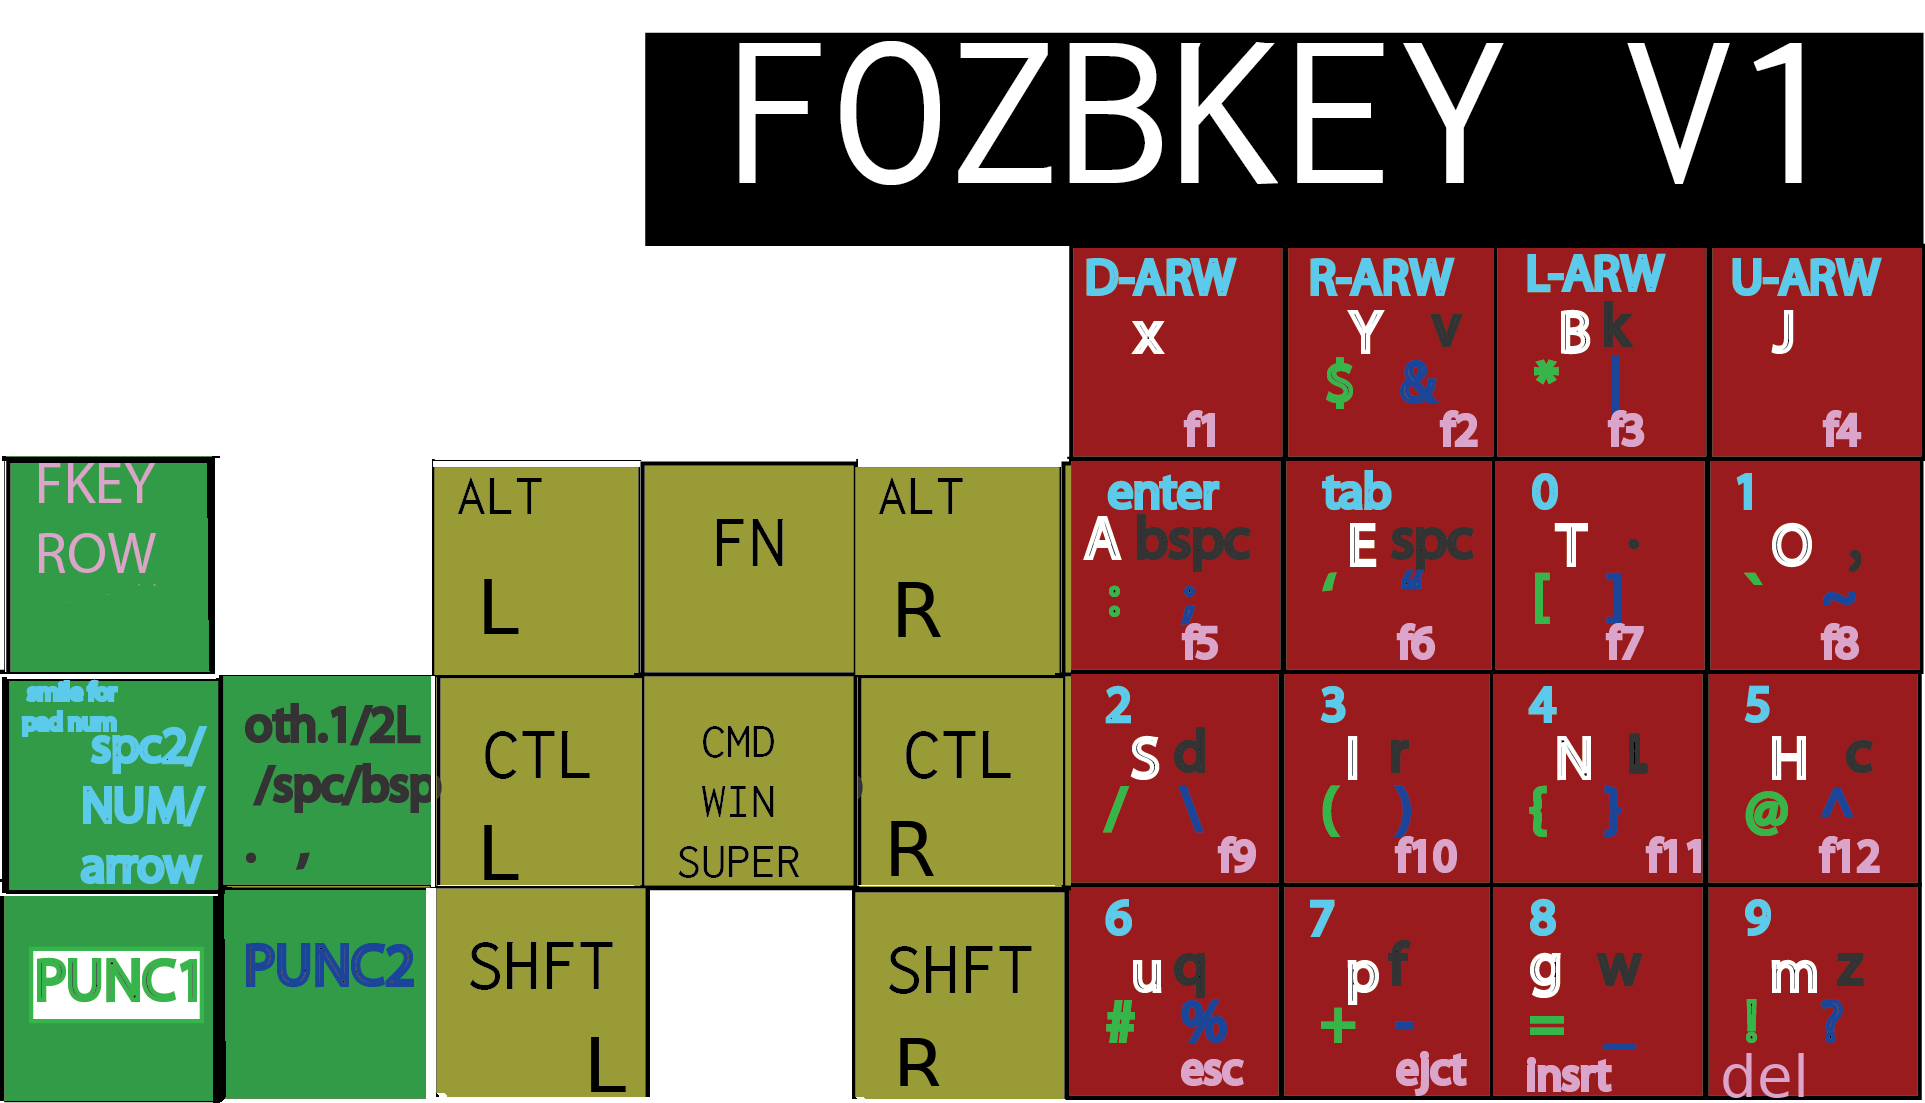 FOZBKEY V1
D-ARW R-ARW L-ARW U-ARW
x Y v B k J
$ & * |
f1 f2 f3 f4
FKEY
ROW
ALT
L
FN
ALT
R
enter tab 0 1
A bspc E spc T . O ,
: ; ‘ “ [ ] ` ~
f5 f6 f7 f8
smile for
pad num
spc2/
NUM/
arrow
oth.1/2L
/spc/bsp
. ,
CTL
L
CMD
WIN
SUPER
CTL
R
2 3 4 5
S d I r N L H c
/ \ ( ) { } @ ^
f9 f10 f11 f12
PUNC1
PUNC2
SHFT
L
SHFT
R
6 7 8 9
u q p f g w m z
# % + - = _ ! ?
esc ejct insrt del